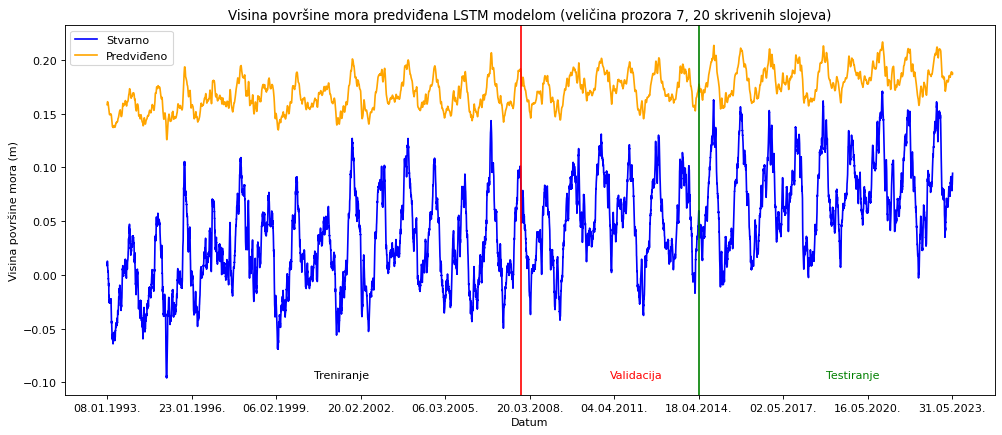 Visina površine mora predviđena LSTM modelom (veličina prozora 7, 20 skrivenih slojeva)
Stvarno
Predviđeno
0.20
0.15
0.10
0.05
0.00
−0.05
−0.10
Visina površine mora (m)
Treniranje
Validacija
Testiranje
08.01.1993. 23.01.1996. 06.02.1999. 20.02.2002. 06.03.2005. 20.03.2008. 04.04.2011. 18.04.2014. 02.05.2017. 16.05.2020. 31.05.2023.
Datum